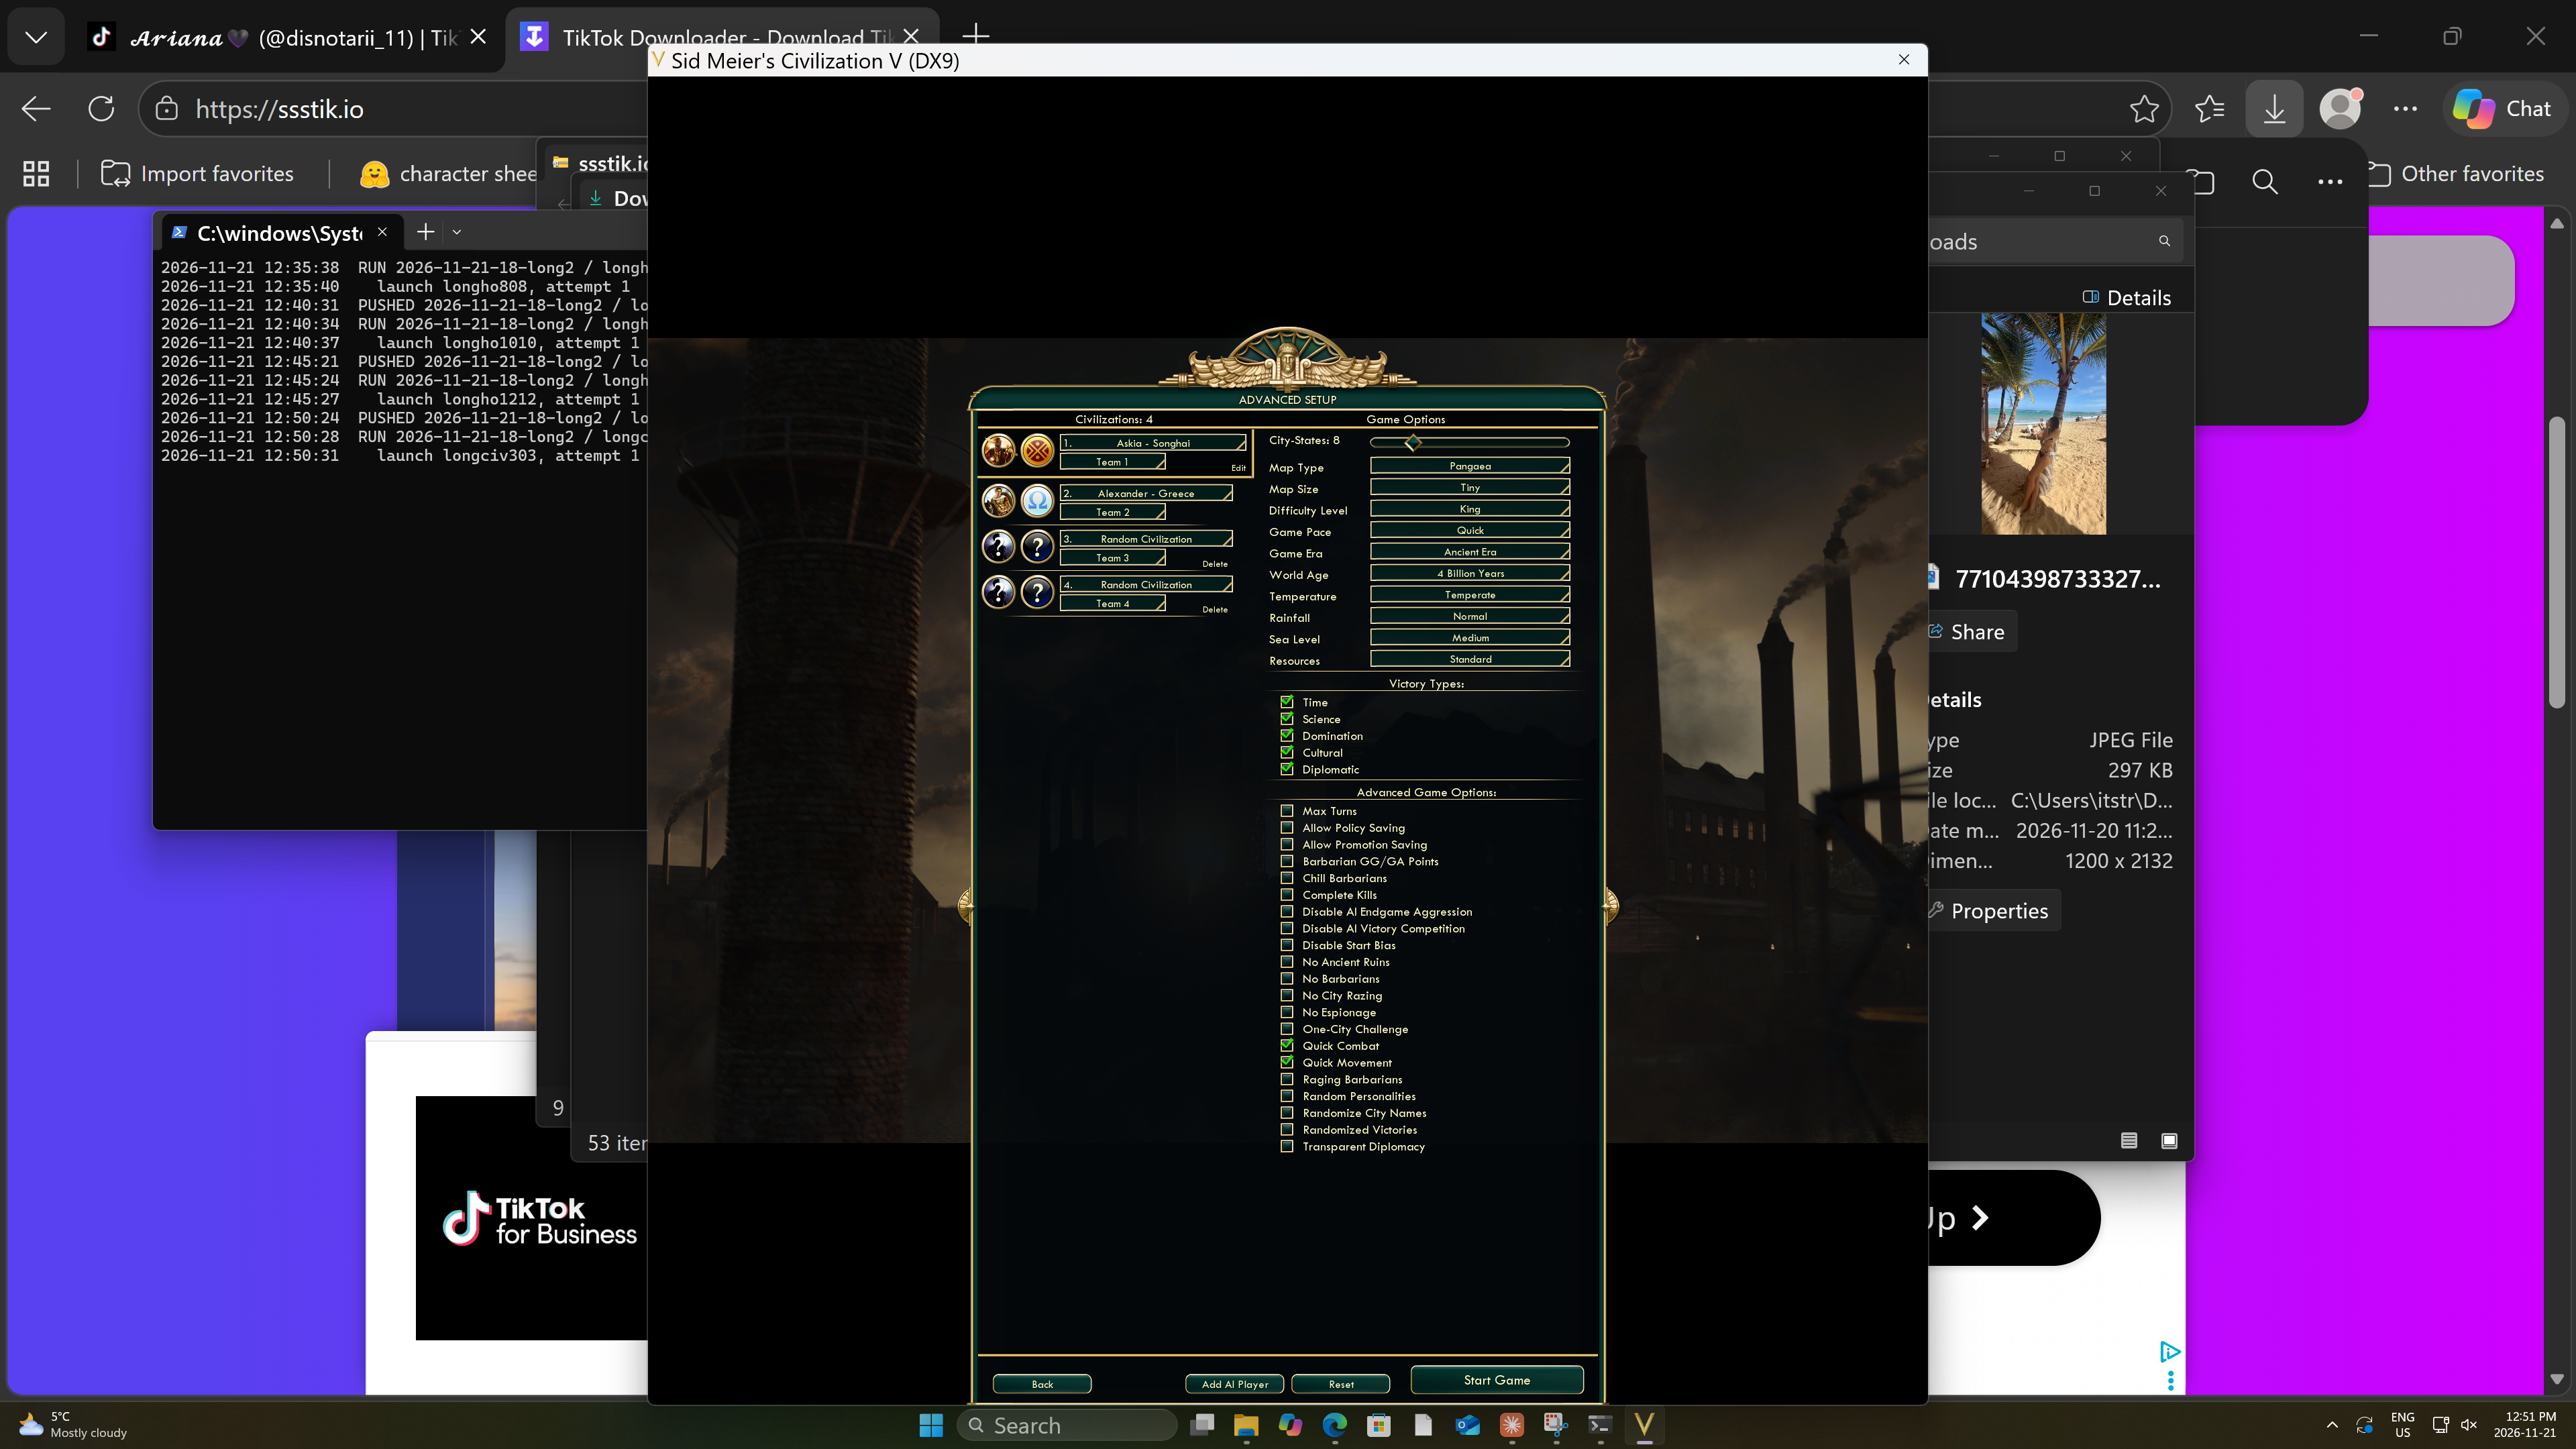 𝓐𝓻𝓲𝓪𝓷𝓪🖤 (@disnotarii_11) | Tik
TikTok Downloader - Download Tik
https://ssstik.io
Chat
Import favorites
character shee
Other favorites
ssstik.io
Dow
oads
Details
C:\windows\Syste
2026-11-21 12:35:38 RUN 2026-11-21-18-long2 / longh
2026-11-21 12:35:40 launch longho808, attempt 1
2026-11-21 12:40:31 PUSHED 2026-11-21-18-long2 / lo
2026-11-21 12:40:34 RUN 2026-11-21-18-long2 / longh
2026-11-21 12:40:37 launch longho1010, attempt 1
2026-11-21 12:45:21 PUSHED 2026-11-21-18-long2 / lo
2026-11-21 12:45:24 RUN 2026-11-21-18-long2 / longh
2026-11-21 12:45:27 launch longho1212, attempt 1
2026-11-21 12:50:24 PUSHED 2026-11-21-18-long2 / lo
2026-11-21 12:50:28 RUN 2026-11-21-18-long2 / longc
2026-11-21 12:50:31 launch longciv303, attempt 1
9
53 iter
TikTok
for Business
Sid Meier's Civilization V (DX9)
ADVANCED SETUP
Civilizations: 4
1. Askia - Songhai
Team 1
Edit
2. Alexander - Greece
Team 2
3. Random Civilization
Team 3
Delete
4. Random Civilization
Team 4
Delete
Game Options
City-States: 8
Map Type Pangaea
Map Size Tiny
Difficulty Level King
Game Pace Quick
Game Era Ancient Era
World Age 4 Billion Years
Temperature Temperate
Rainfall Normal
Sea Level Medium
Resources Standard
Victory Types:
Time
Science
Domination
Cultural
Diplomatic
Advanced Game Options:
Max Turns
Allow Policy Saving
Allow Promotion Saving
Barbarian GG/GA Points
Chill Barbarians
Complete Kills
Disable AI Endgame Aggression
Disable AI Victory Competition
Disable Start Bias
No Ancient Ruins
No Barbarians
No City Razing
No Espionage
One-City Challenge
Quick Combat
Quick Movement
Raging Barbarians
Random Personalities
Randomize City Names
Randomized Victories
Transparent Diplomacy
Back
Add AI Player
Reset
Start Game
77104398733327...
Share
etails
ype JPEG File
ize 297 KB
ile loc... C:\Users\itstr\D...
ate m... 2026-11-20 11:2...
imen... 1200 x 2132
Properties
Up
5°C
Mostly cloudy
Search
ENG
US
12:51 PM
2026-11-21